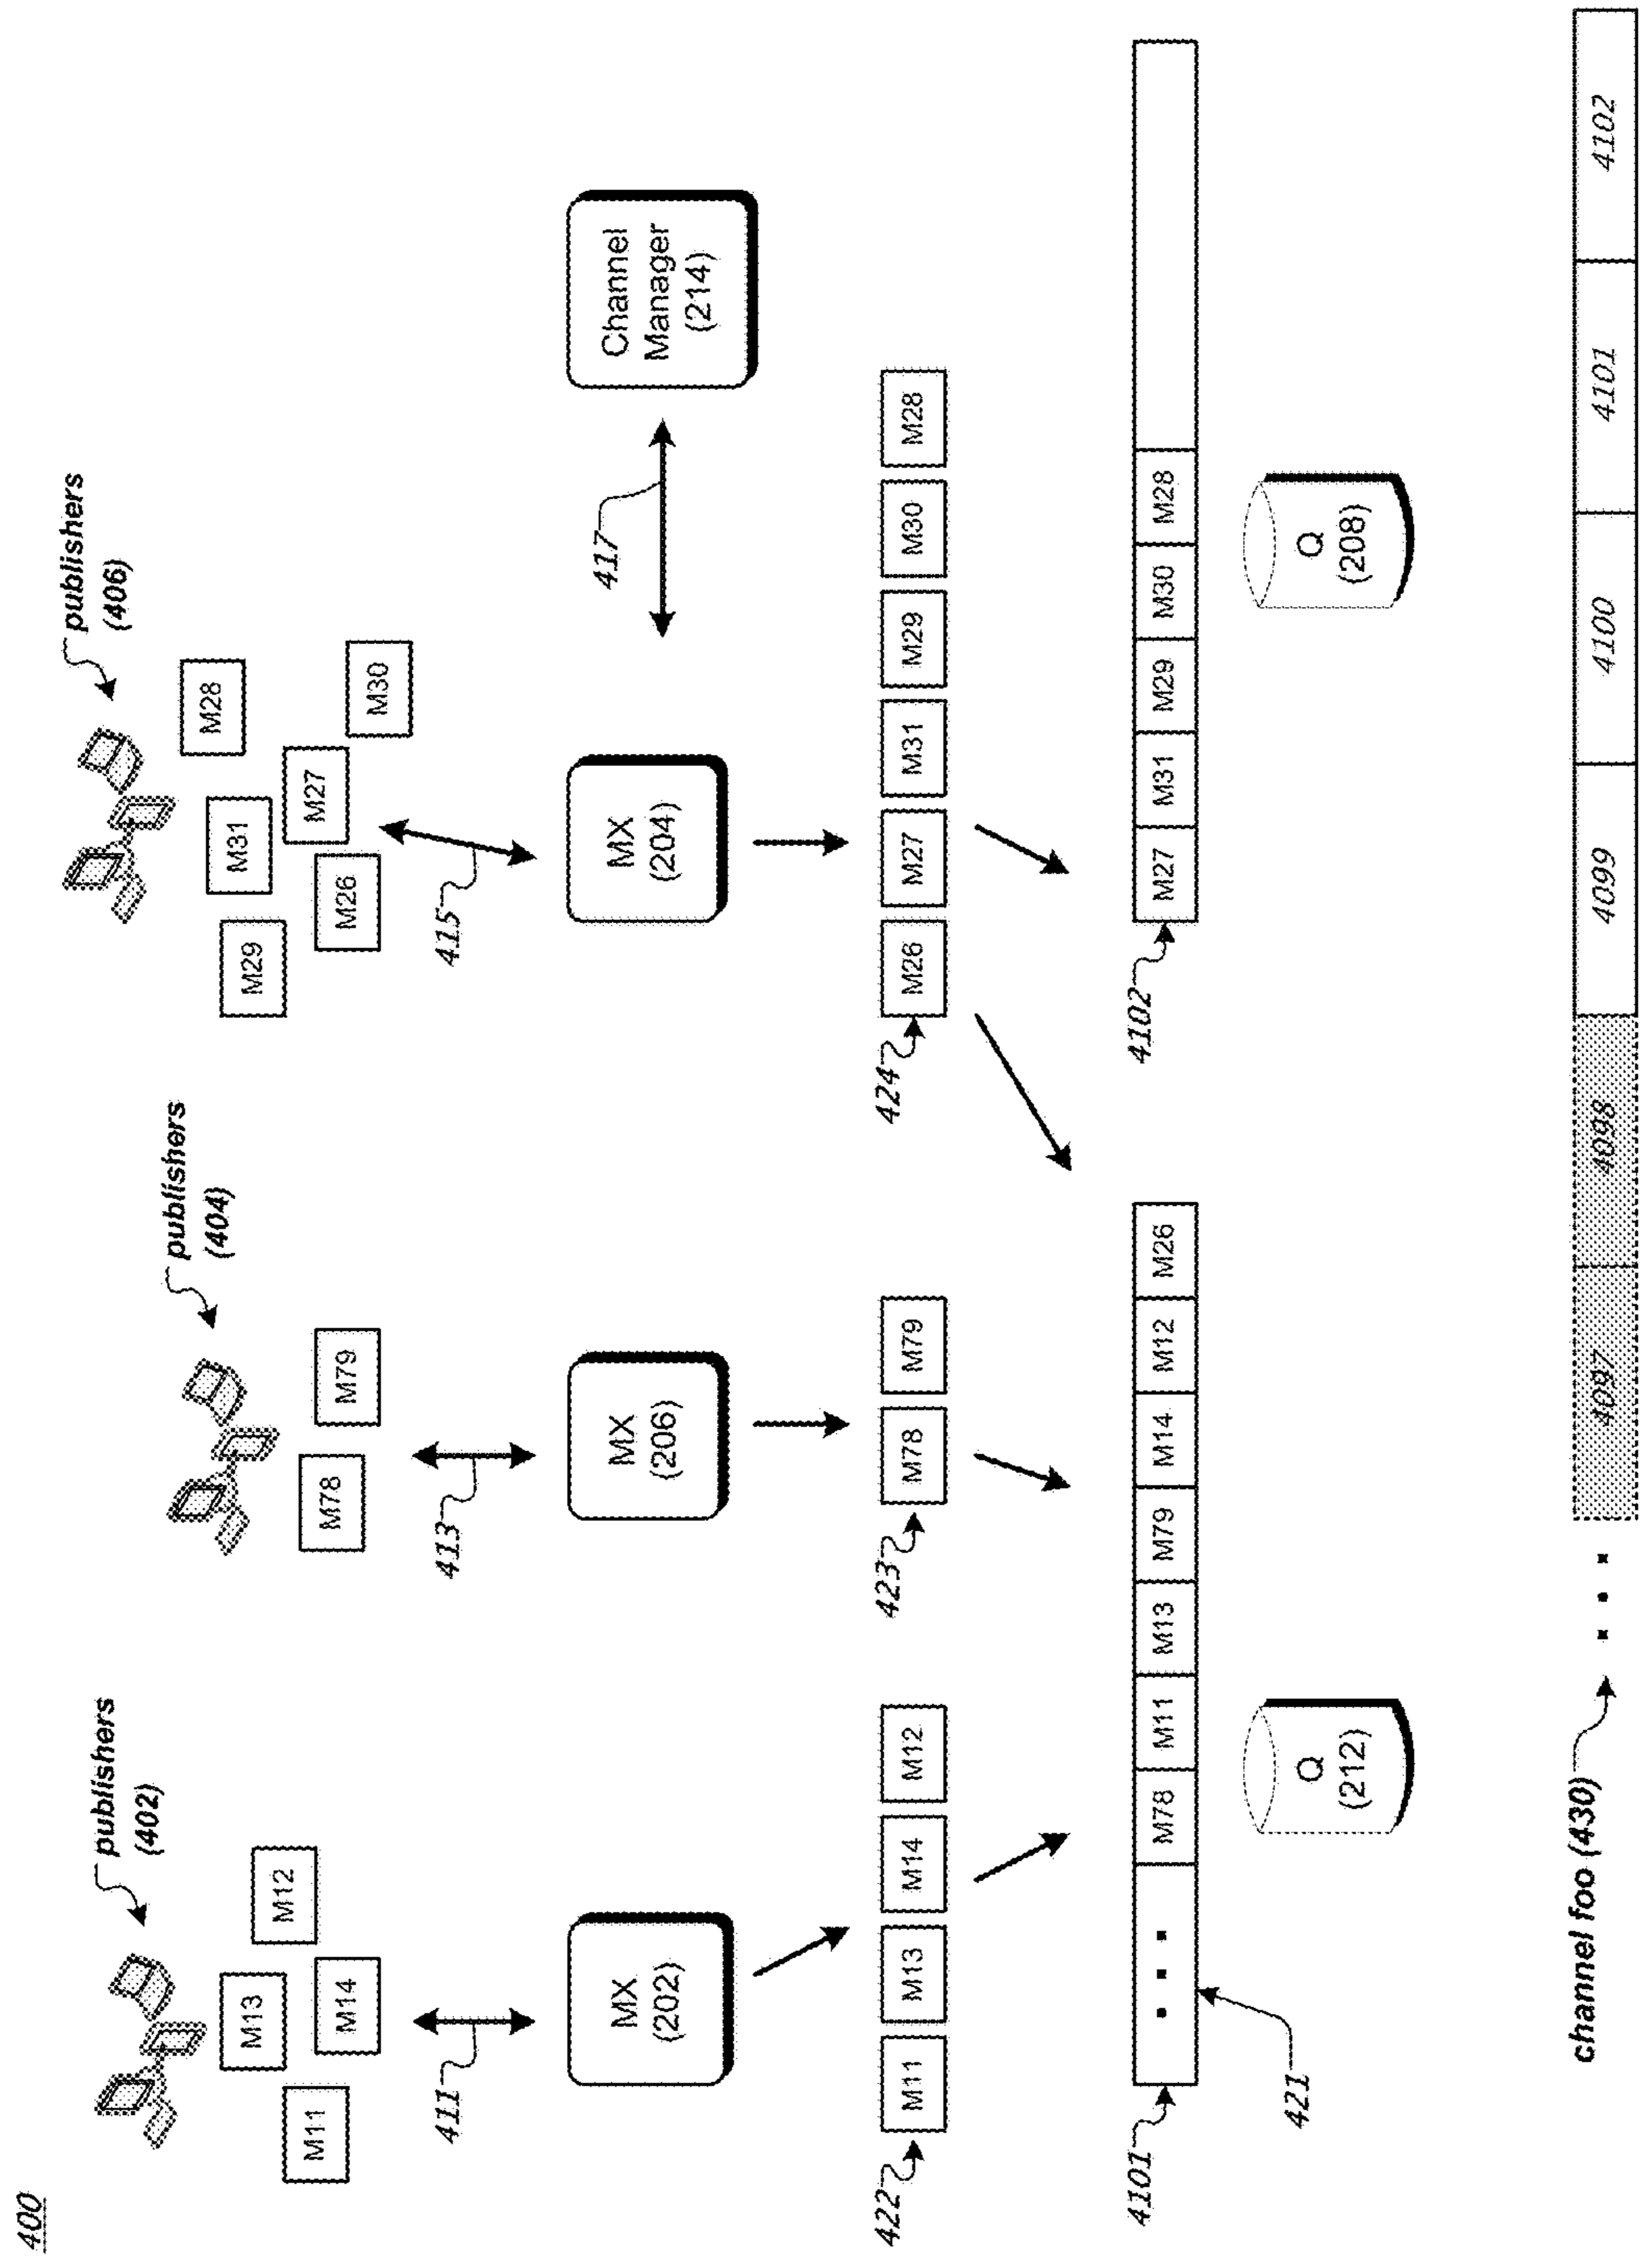 400
publishers
(402)
publishers
(404)
publishers
(406)
M11
M13
M14
M12
M78
M79
M29
M31
M26
M27
M28
M30
411
413
415
417
MX
(202)
MX
(206)
MX
(204)
Channel
Manager
(214)
422
M11
M13
M14
M12
423
M78
M79
424
M26
M27
M31
M29
M30
M28
4101
M78
M11
M13
M79
M14
M12
M26
4102
M27
M31
M29
M30
M28
421
Q
(212)
Q
(208)
channel foo (430)
4097
4098
4099
4100
4101
4102